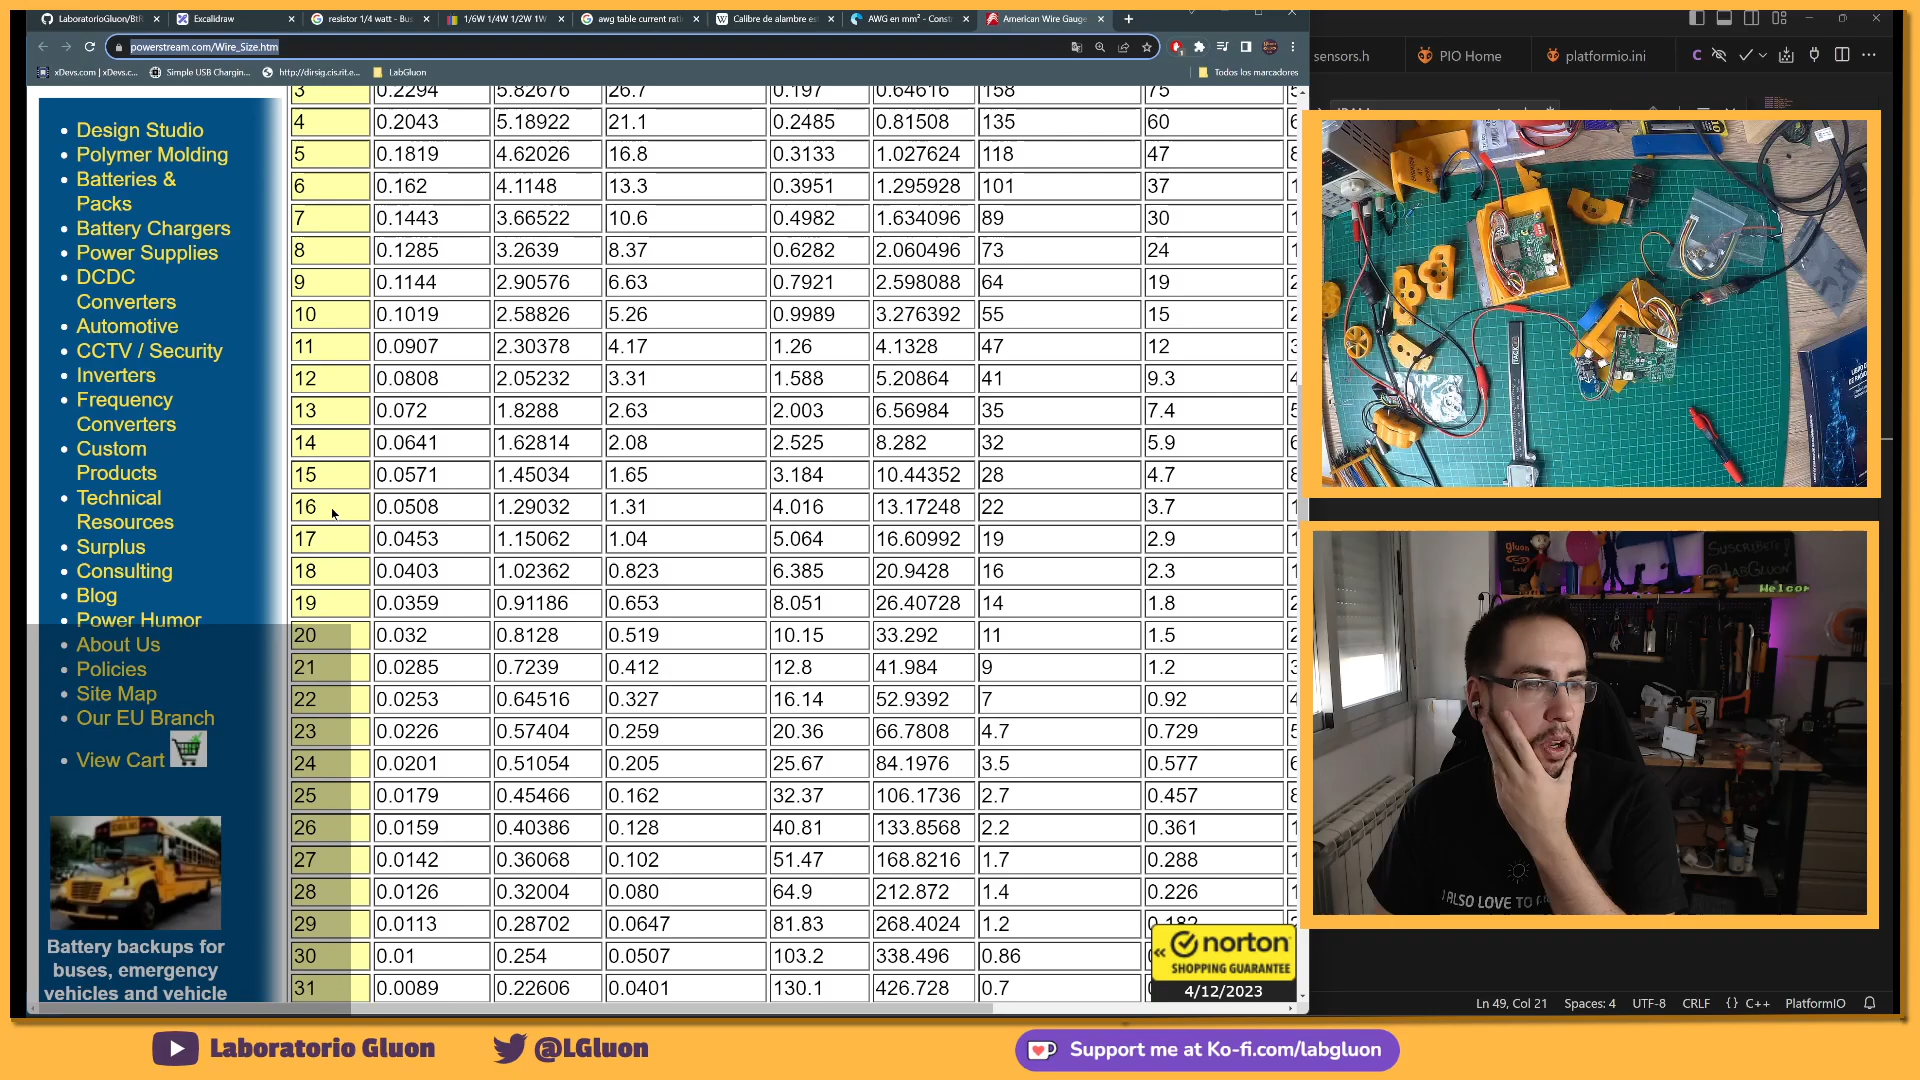 LaboratorioGluon/BtR
Excalidraw
resistor 1/4 watt - Bus
1/6W 1/4W 1/2W 1W
awg table current rati
Calibre de alambre es
AWG en mm² - Cons
American Wire Gauge
powerstream.com/Wire_Size.htm
xDevs.com | xDevs.c...
Simple USB Chargin...
http://dirsig.cis.rit.e...
LabGluon
Todos los marcadores
sensors.h
PIO Home
platformio.ini
Design Studio
Polymer Molding
Batteries &
Packs
Battery Chargers
Power Supplies
DCDC
Converters
Automotive
CCTV / Security
Inverters
Frequency
Converters
Custom
Products
Technical
Resources
Surplus
Consulting
Blog
Power Humor
About Us
Policies
Site Map
Our EU Branch
View Cart
Battery backups for
buses, emergency
vehicles and vehicle
3 0.2294 5.82676 26.7 0.197 0.64616 158 75
4 0.2043 5.18922 21.1 0.2485 0.81508 135 60
5 0.1819 4.62026 16.8 0.3133 1.027624 118 47
6 0.162 4.1148 13.3 0.3951 1.295928 101 37
7 0.1443 3.66522 10.6 0.4982 1.634096 89 30
8 0.1285 3.2639 8.37 0.6282 2.060496 73 24
9 0.1144 2.90576 6.63 0.7921 2.598088 64 19
10 0.1019 2.58826 5.26 0.9989 3.276392 55 15
11 0.0907 2.30378 4.17 1.26 4.1328 47 12
12 0.0808 2.05232 3.31 1.588 5.20864 41 9.3
13 0.072 1.8288 2.63 2.003 6.56984 35 7.4
14 0.0641 1.62814 2.08 2.525 8.282 32 5.9
15 0.0571 1.45034 1.65 3.184 10.44352 28 4.7
16 0.0508 1.29032 1.31 4.016 13.17248 22 3.7
17 0.0453 1.15062 1.04 5.064 16.60992 19 2.9
18 0.0403 1.02362 0.823 6.385 20.9428 16 2.3
19 0.0359 0.91186 0.653 8.051 26.40728 14 1.8
20 0.032 0.8128 0.519 10.15 33.292 11 1.5
21 0.0285 0.7239 0.412 12.8 41.984 9 1.2
22 0.0253 0.64516 0.327 16.14 52.9392 7 0.92
23 0.0226 0.57404 0.259 20.36 66.7808 4.7 0.729
24 0.0201 0.51054 0.205 25.67 84.1976 3.5 0.577
25 0.0179 0.45466 0.162 32.37 106.1736 2.7 0.457
26 0.0159 0.40386 0.128 40.81 133.8568 2.2 0.361
27 0.0142 0.36068 0.102 51.47 168.8216 1.7 0.288
28 0.0126 0.32004 0.080 64.9 212.872 1.4 0.226
29 0.0113 0.28702 0.0647 81.83 268.4024 1.2 0.182
30 0.01 0.254 0.0507 103.2 338.496 0.86
31 0.0089 0.22606 0.0401 130.1 426.728 0.7
norton
SHOPPING GUARANTEE
4/12/2023
gluon
SUSCRIBETE!
@LABGLUON
Welcom
I ALSO LOVE TO
Ln 49, Col 21
Spaces: 4
UTF-8
CRLF
{} C++
PlatformIO
Laboratorio Gluon
@LGluon
Support me at Ko-fi.com/labgluon